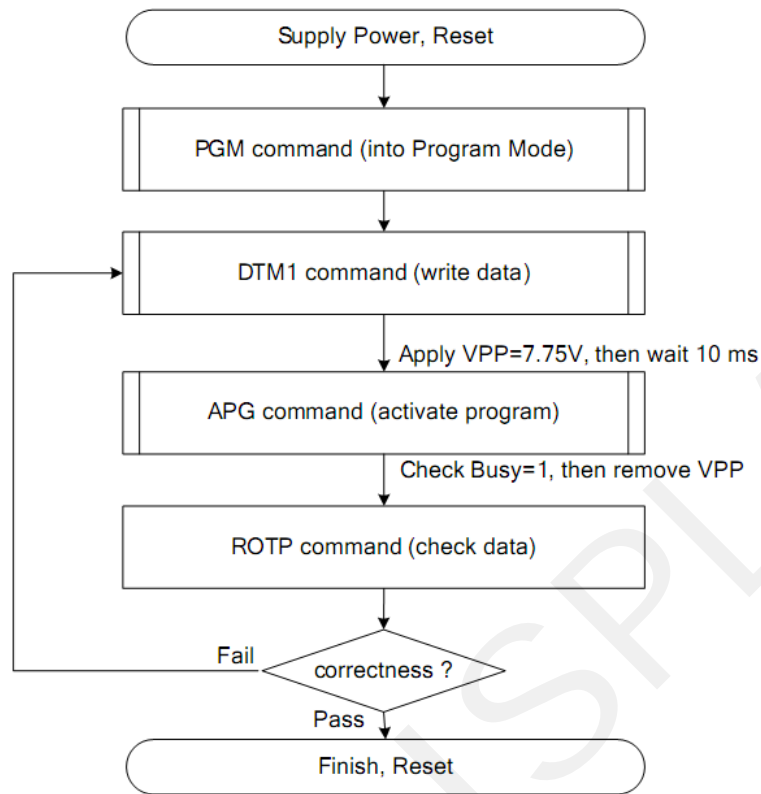 Supply Power, Reset
PGM command (into Program Mode)
DTM1 command (write data)
Apply VPP=7.75V, then wait 10 ms
APG command (activate program)
Check Busy=1, then remove VPP
ROTP command (check data)
Fail
correctness ?
Pass
Finish, Reset
ISPL